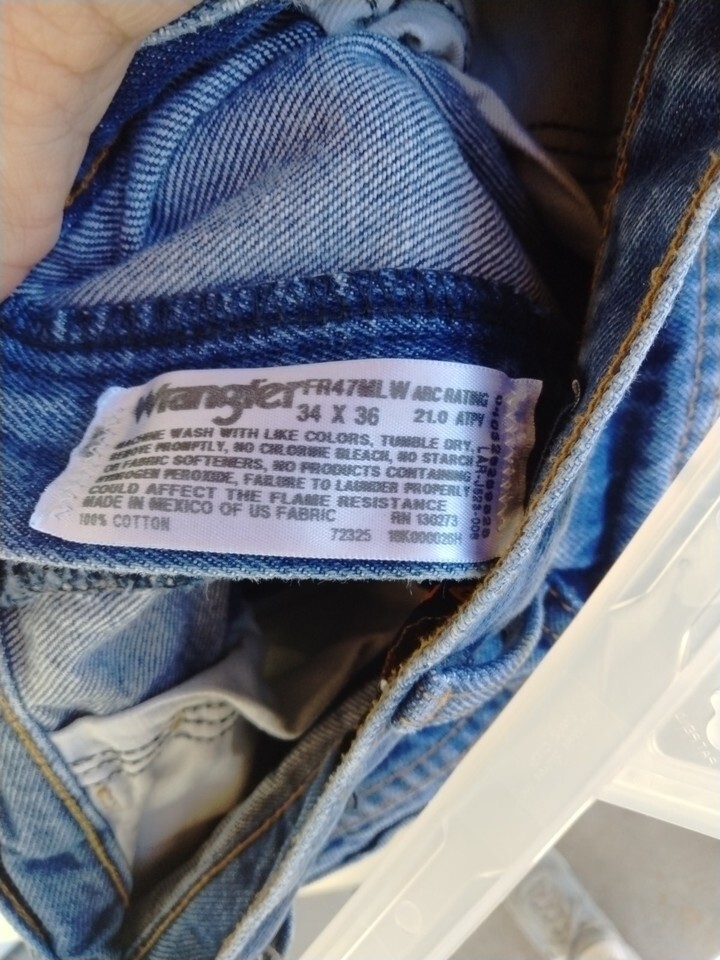 Wrangler FR47MLW ARC RATING
34 X 36 21.0 ATPV
MACHINE WASH WITH LIKE COLORS, TUMBLE DRY,
REMOVE PROMPTLY, NO CHLORINE BLEACH, NO STARCH
OR FABRIC SOFTENERS, NO PRODUCTS CONTAINING
HYDROGEN PEROXIDE, FAILURE TO LAUNDER PROPERLY
COULD AFFECT THE FLAME RESISTANCE
MADE IN MEXICO OF US FABRIC RN 130273
100% COTTON 72325 16K000026H